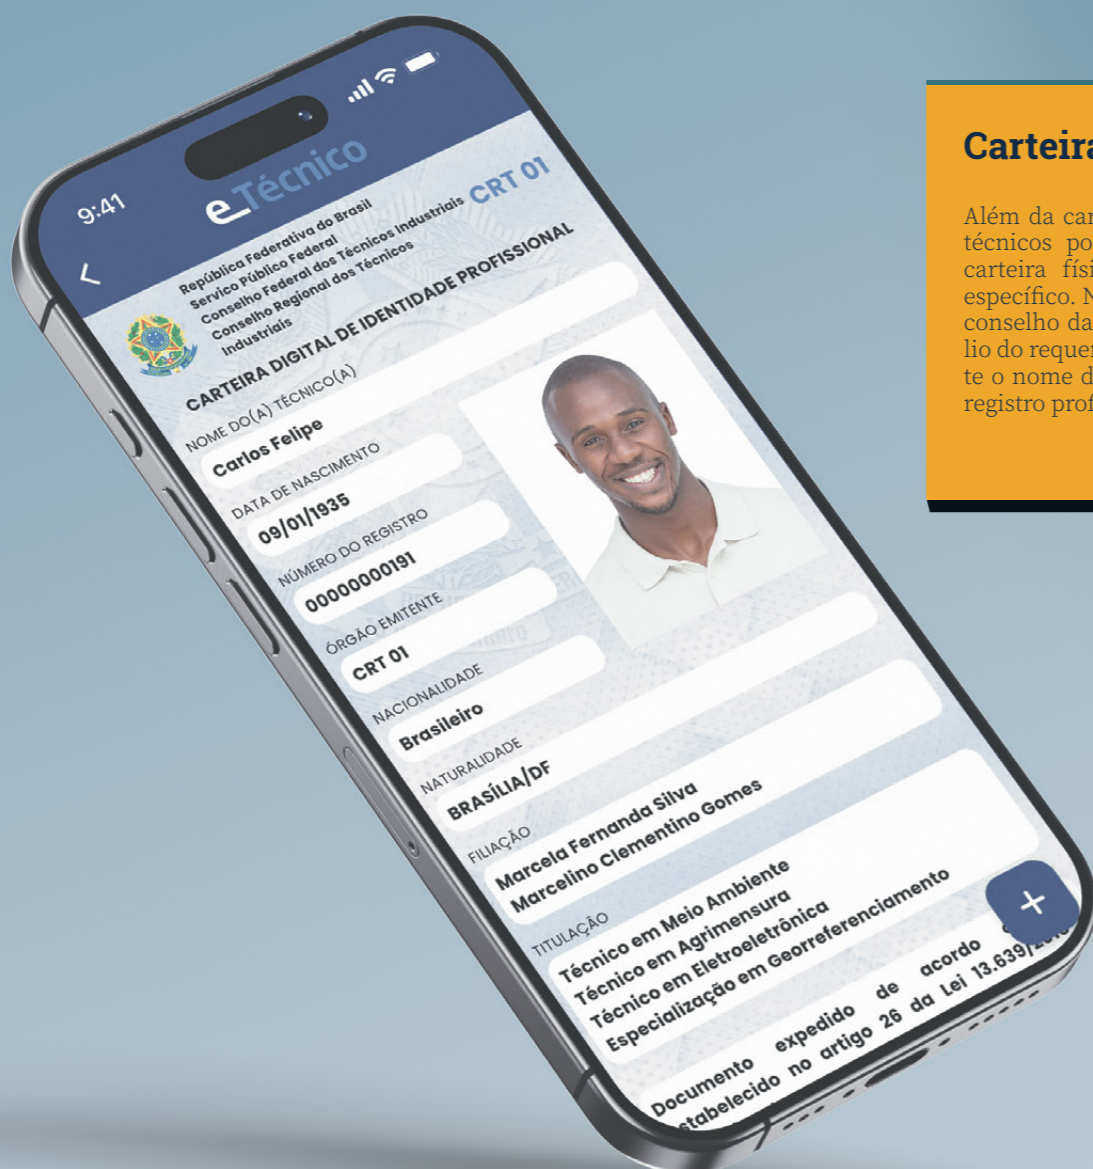 9:41
e_Técnico
República Federativa do Brasil
Servico Público Federal
Conselho Federal dos Técnicos Industriais
Conselho Regional dos Técnicos
Industriais
CRT 01
CARTEIRA DIGITAL DE IDENTIDADE PROFISSIONAL
NOME DO(A) TÉCNICO(A)
Carlos Felipe
DATA DE NASCIMENTO
09/01/1935
NÚMERO DO REGISTRO
00000000191
ÓRGÃO EMITENTE
CRT 01
NACIONALIDADE
Brasileiro
NATURALIDADE
BRASÍLIA/DF
FILIAÇÃO
Marcela Fernanda Silva
Marcelino Clementino Gomes
TITULAÇÃO
Técnico em Meio Ambiente
Técnico em Agrimensura
Técnico em Eletroeletrônica
Especialização em Georreferenciamento
Documento expedido de acordo
stabelecido no artigo 26 da Lei 13.639/
Carteira
Além da car
técnicos po
carteira físi
específico. N
conselho da
lio do requer
te o nome d
registro prof